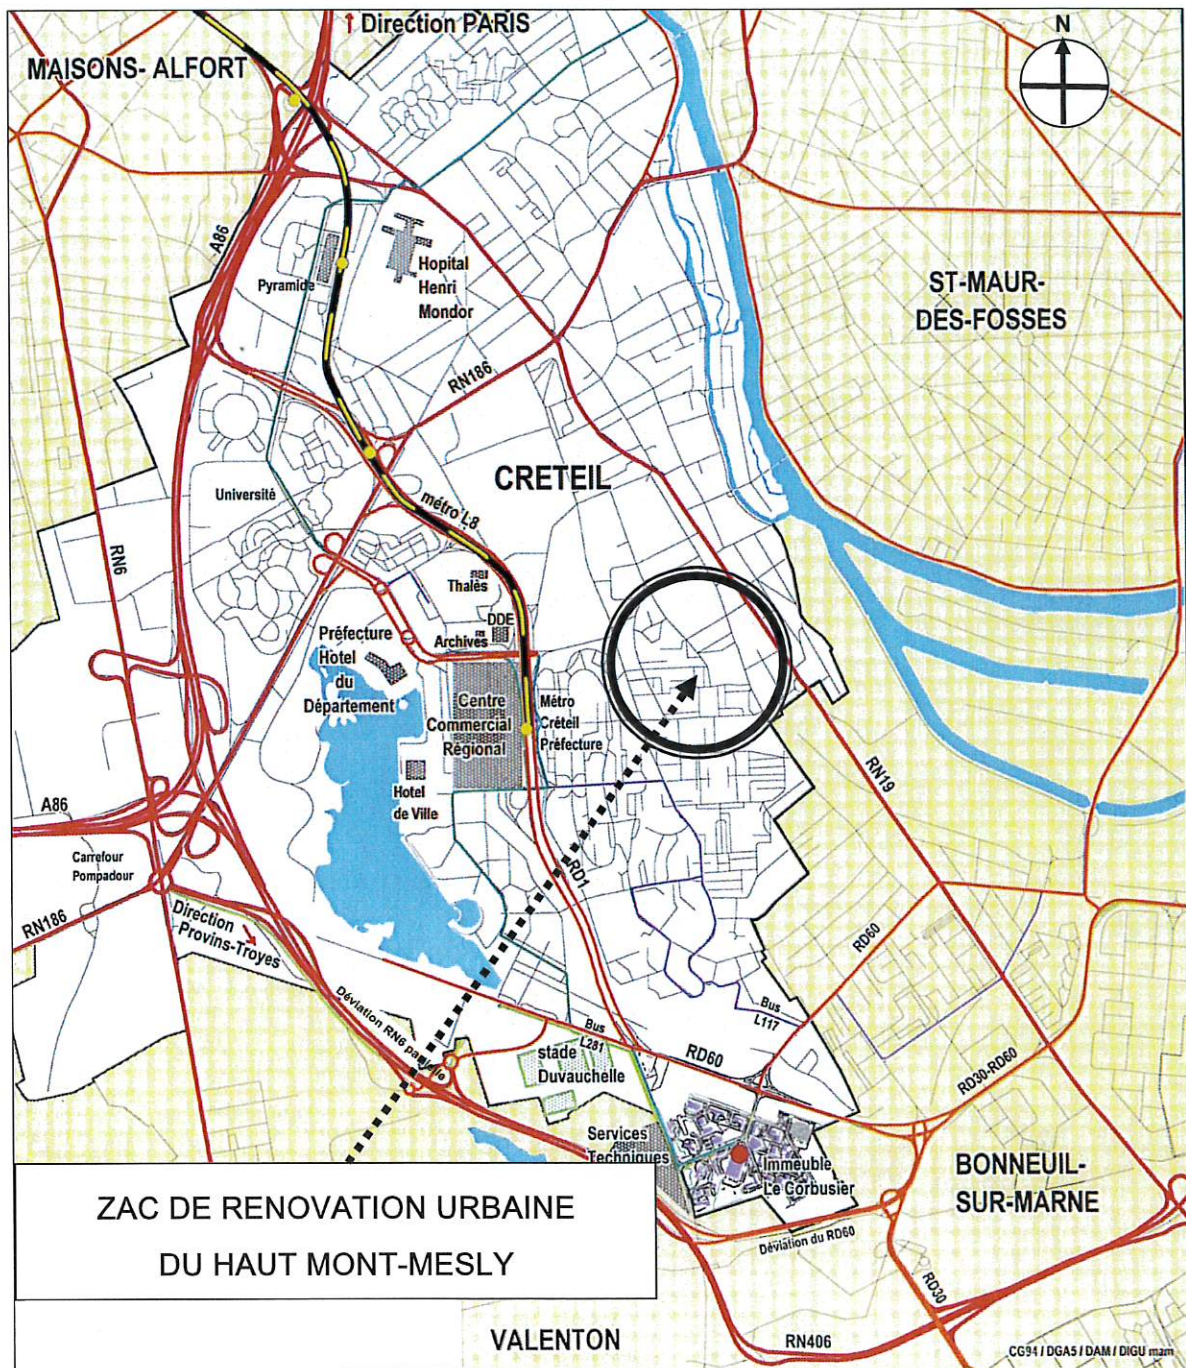 ↑ Direction PARIS
N
MAISONS- ALFORT
A86
Hopital
Henri
Mondor
Pyramide
ST-MAUR-
DES-FOSSES
RN186
CRETEIL
Université
métro L8
RN6
Thalès
DDE
Archives
Préfecture
Hotel
du
Département
Centre
Commercial
Régional
Métro
Créteil
Préfecture
Hotel
de Ville
RN19
A86
Carrefour
Pompadour
RD1
RN186
Direction
Provins-Troyes
RD60
Déviation RN6 partielle
Bus
L281
Bus
L117
stade
Duvauchelle
RD60
RD30-RD60
Services
Techniques
Immeuble
Le Corbusier
BONNEUIL-
SUR-MARNE
ZAC DE RENOVATION URBAINE
DU HAUT MONT-MESLY
Déviation du RD60
RD30
VALENTON
RN406
CG94 / DGA5 / DAM / DIGU mam